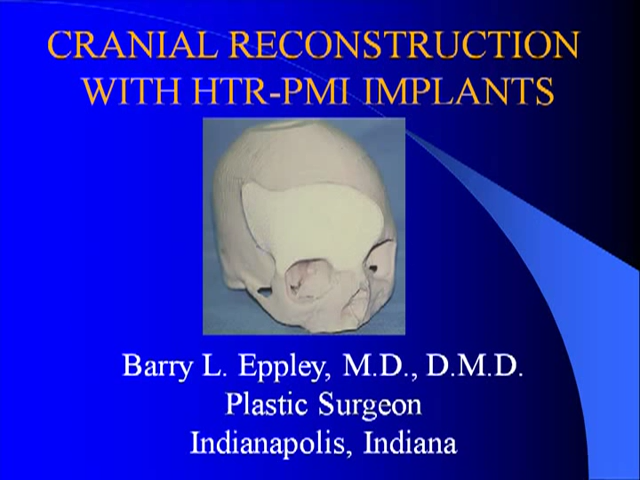 CRANIAL RECONSTRUCTION
WITH HTR-PMI IMPLANTS
Barry L. Eppley, M.D., D.M.D.
Plastic Surgeon
Indianapolis, Indiana